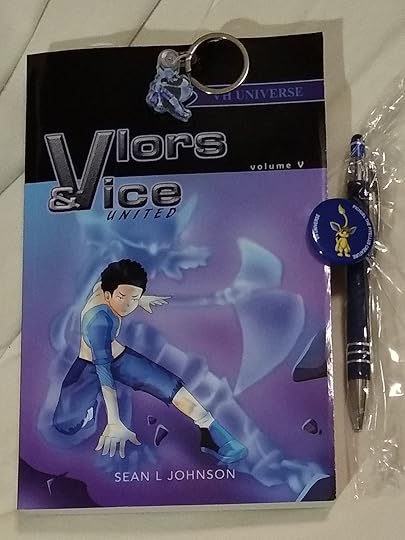 VH UNIVERSE
Vlors
& Vice
volume V
UNITED
SEAN L JOHNSON